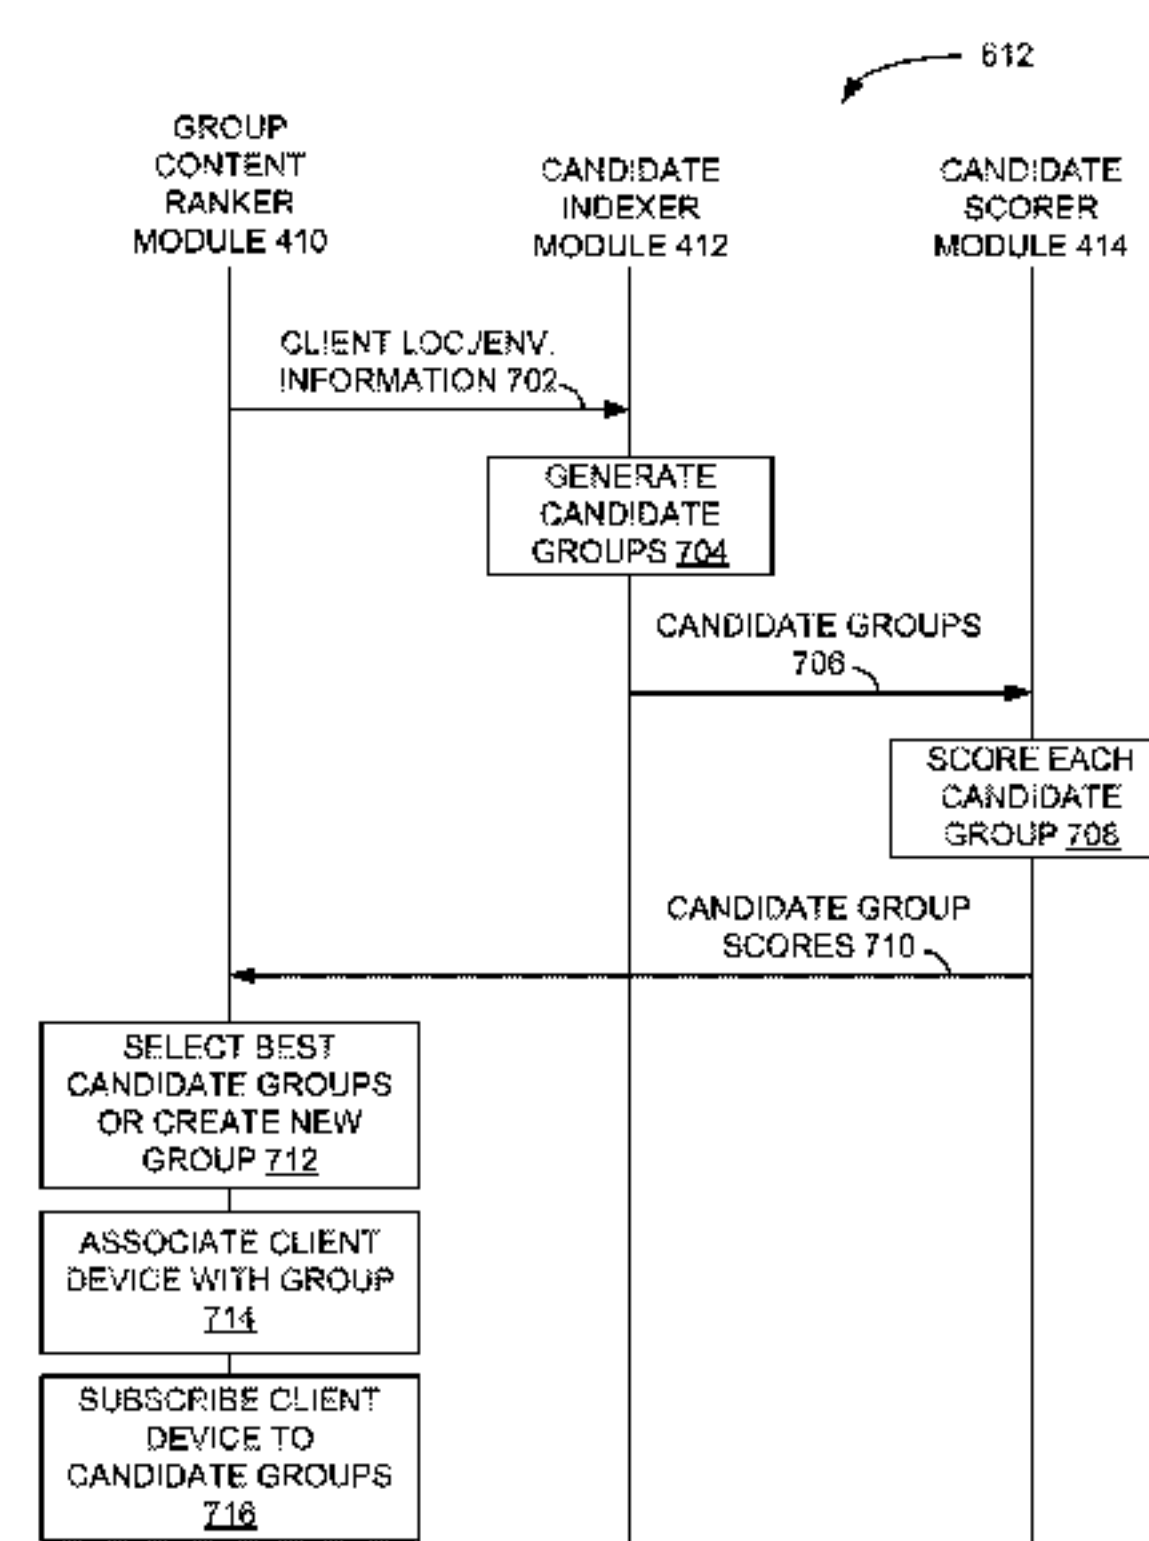 612
GROUP
CONTENT
RANKER
MODULE 410
CANDIDATE
INDEXER
MODULE 412
CANDIDATE
SCORER
MODULE 414
CLIENT LOC./ENV.
INFORMATION 702
GENERATE
CANDIDATE
GROUPS 704
CANDIDATE GROUPS
706
SCORE EACH
CANDIDATE
GROUP 708
CANDIDATE GROUP
SCORES 710
SELECT BEST
CANDIDATE GROUPS
OR CREATE NEW
GROUP 712
ASSOCIATE CLIENT
DEVICE WITH GROUP
714
SUBSCRIBE CLIENT
DEVICE TO
CANDIDATE GROUPS
716